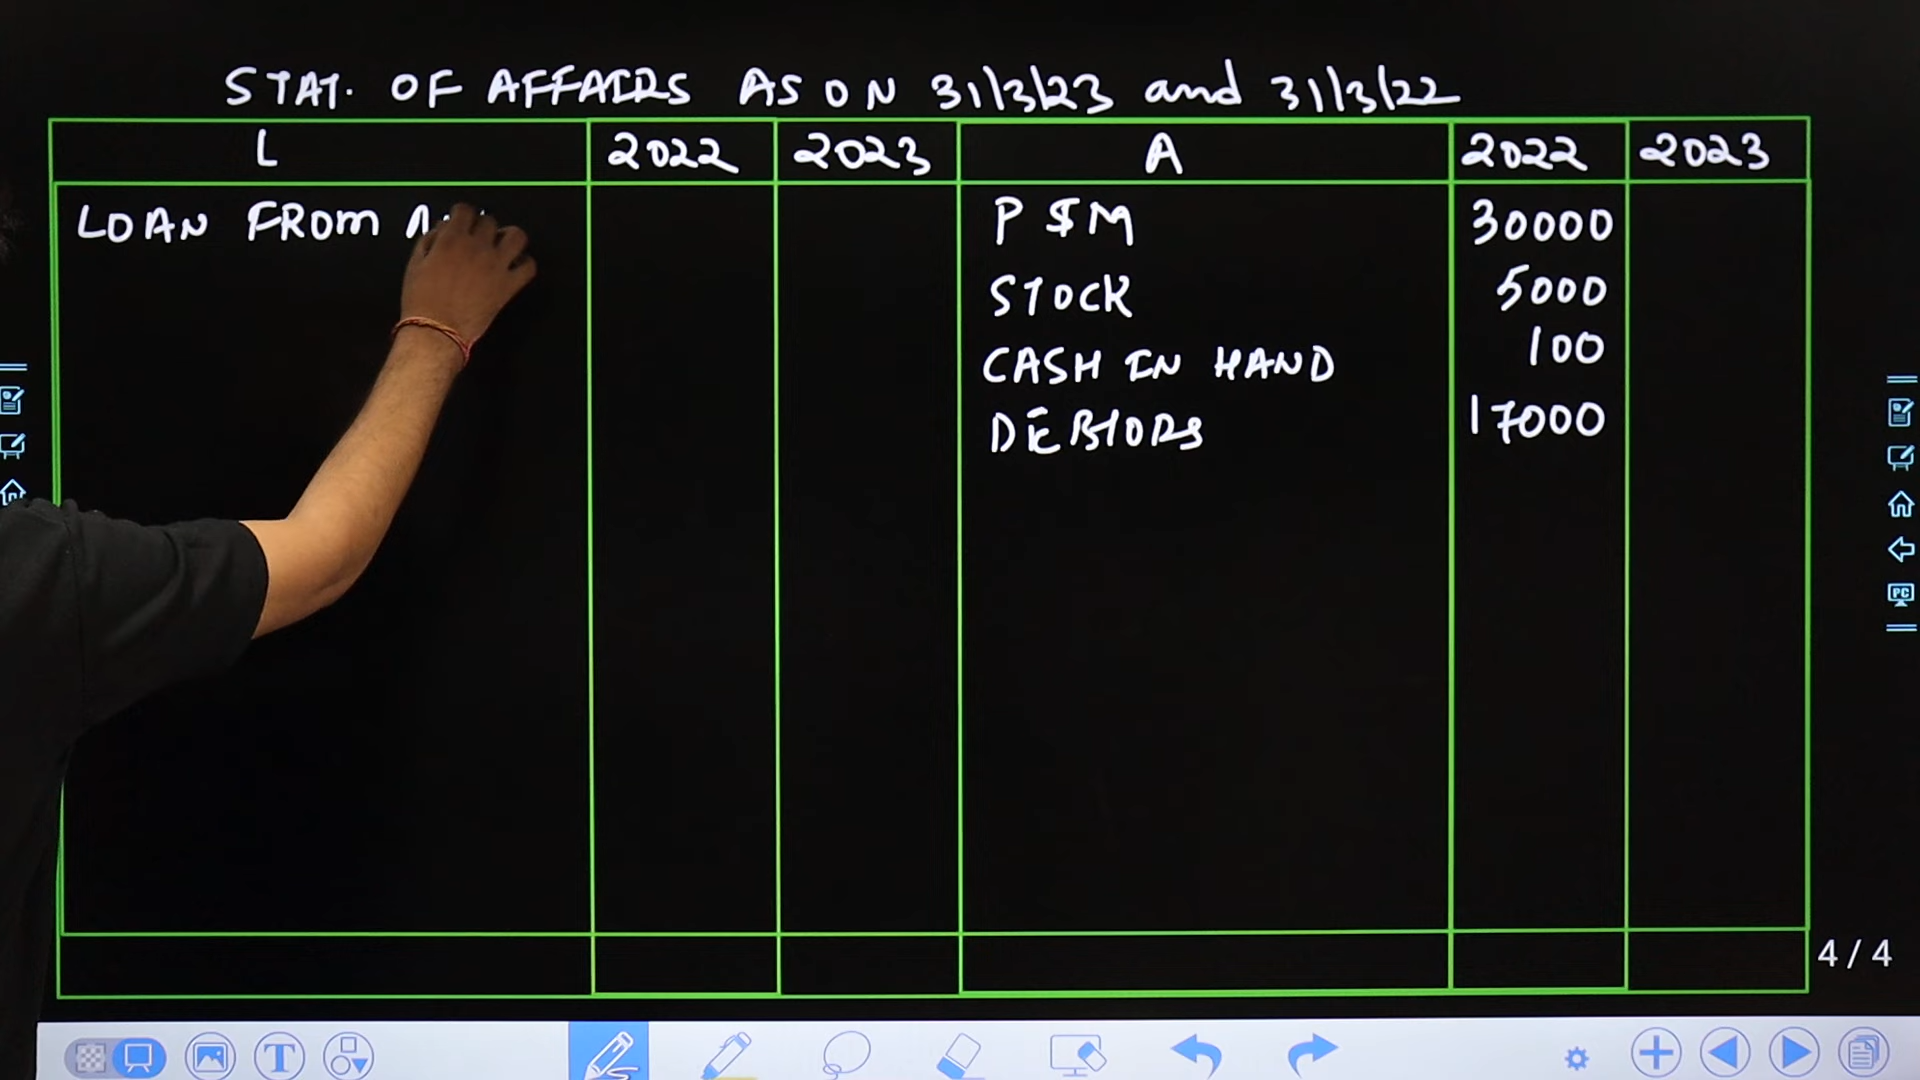 STAT. OF AFFAIRS AS ON 31/3/23 and 31/3/22
L 2022 2023 A 2022 2023
LOAN FROM P $ M 30000
STOCK 5000
CASH IN HAND 100
DEBTORS 17000
4 / 4
PC
T